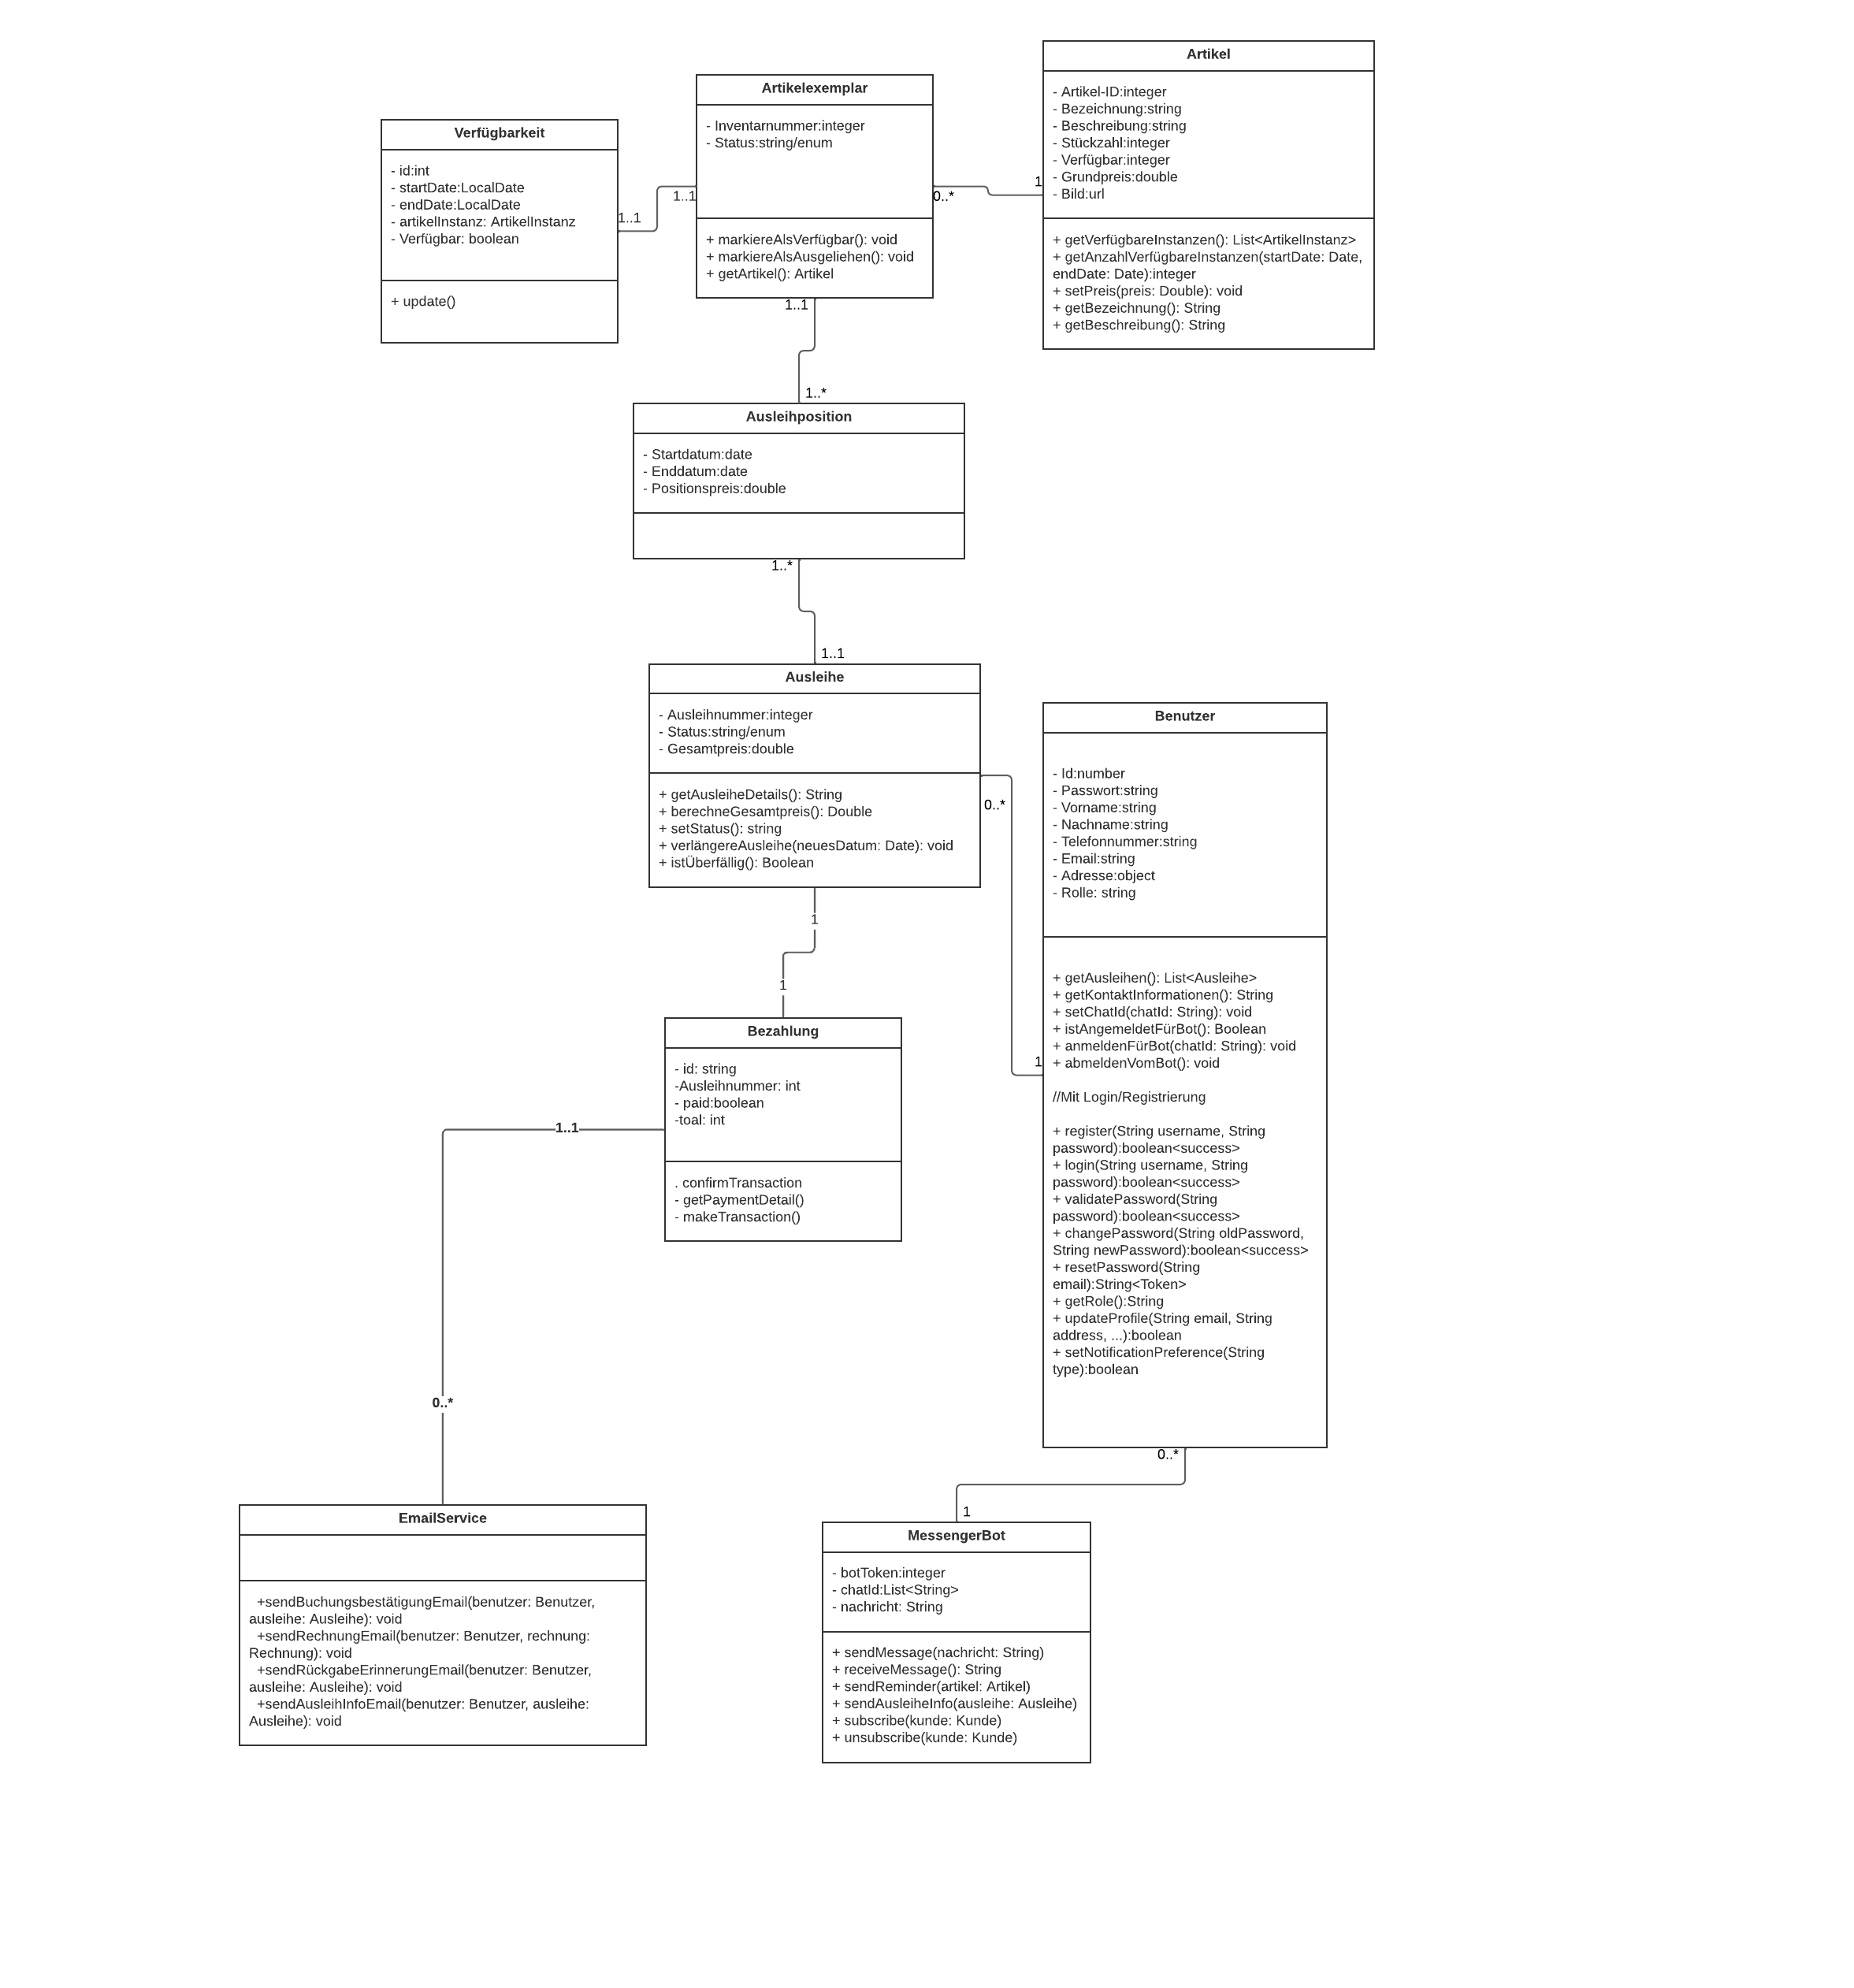 Artikel
- Artikel-ID:integer
- Bezeichnung:string
- Beschreibung:string
- Stückzahl:integer
- Verfügbar:integer
- Grundpreis:double
- Bild:url
+ getVerfügbareInstanzen(): List<ArtikelInstanz>
+ getAnzahlVerfügbareInstanzen(startDate: Date,
endDate: Date):integer
+ setPreis(preis: Double): void
+ getBezeichnung(): String
+ getBeschreibung(): String
1
0..*
Artikelexemplar
- Inventarnummer:integer
- Status:string/enum
+ markiereAlsVerfügbar(): void
+ markiereAlsAusgeliehen(): void
+ getArtikel(): Artikel
1..1
1..1
Verfügbarkeit
- id:int
- startDate:LocalDate
- endDate:LocalDate
- artikelInstanz: ArtikelInstanz
- Verfügbar: boolean
+ update()
1..1
1..*
Ausleihposition
- Startdatum:date
- Enddatum:date
- Positionspreis:double
1..*
1..1
Ausleihe
- Ausleihnummer:integer
- Status:string/enum
- Gesamtpreis:double
+ getAusleiheDetails(): String
+ berechneGesamtpreis(): Double
+ setStatus(): string
+ verlängereAusleihe(neuesDatum: Date): void
+ istÜberfällig(): Boolean
0..*
1
Benutzer
- Id:number
- Passwort:string
- Vorname:string
- Nachname:string
- Telefonnummer:string
- Email:string
- Adresse:object
- Rolle: string
+ getAusleihen(): List<Ausleihe>
+ getKontaktInformationen(): String
+ setChatId(chatId: String): void
+ istAngemeldetFürBot(): Boolean
+ anmeldenFürBot(chatId: String): void
+ abmeldenVomBot(): void
//Mit Login/Registrierung
+ register(String username, String
password):boolean<success>
+ login(String username, String
password):boolean<success>
+ validatePassword(String
password):boolean<success>
+ changePassword(String oldPassword,
String newPassword):boolean<success>
+ resetPassword(String
email):String<Token>
+ getRole():String
+ updateProfile(String email, String
address, ...):boolean
+ setNotificationPreference(String
type):boolean
1
1
Bezahlung
- id: string
-Ausleihnummer: int
- paid:boolean
-toal: int
. confirmTransaction
- getPaymentDetail()
- makeTransaction()
1..1
0..*
EmailService
+sendBuchungsbestätigungEmail(benutzer: Benutzer,
ausleihe: Ausleihe): void
+sendRechnungEmail(benutzer: Benutzer, rechnung:
Rechnung): void
+sendRückgabeErinnerungEmail(benutzer: Benutzer,
ausleihe: Ausleihe): void
+sendAusleihInfoEmail(benutzer: Benutzer, ausleihe:
Ausleihe): void
0..*
1
MessengerBot
- botToken:integer
- chatId:List<String>
- nachricht: String
+ sendMessage(nachricht: String)
+ receiveMessage(): String
+ sendReminder(artikel: Artikel)
+ sendAusleiheInfo(ausleihe: Ausleihe)
+ subscribe(kunde: Kunde)
+ unsubscribe(kunde: Kunde)